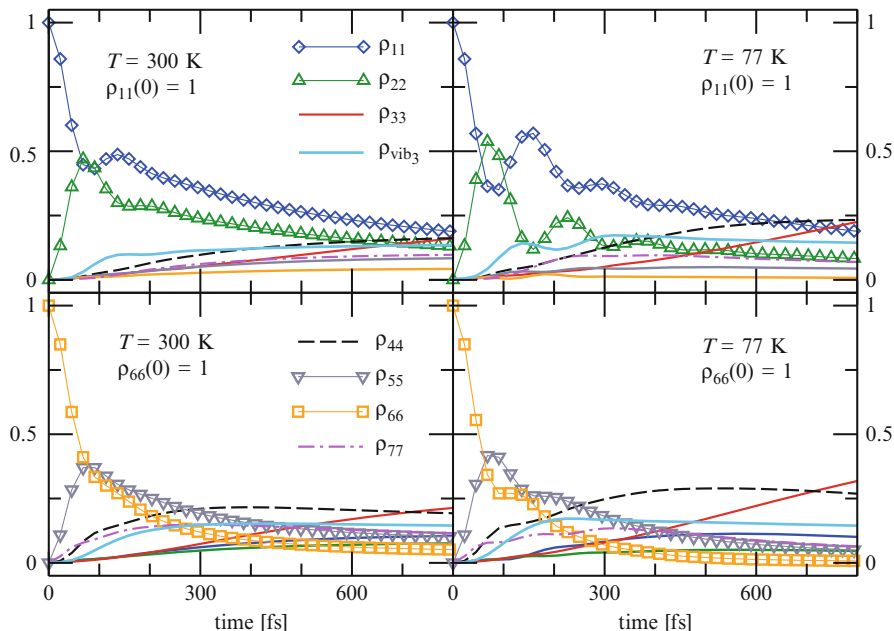 1
T = 300 K
ρ11(0) = 1
ρ11
ρ22
ρ33
ρvib3
T = 77 K
ρ11(0) = 1
1
0.5
0.5
0
0
1
T = 300 K
ρ66(0) = 1
ρ44
ρ55
ρ66
ρ77
T = 77 K
ρ66(0) = 1
1
0.5
0.5
0
0
0
300
600
0
300
600
time [fs]
time [fs]